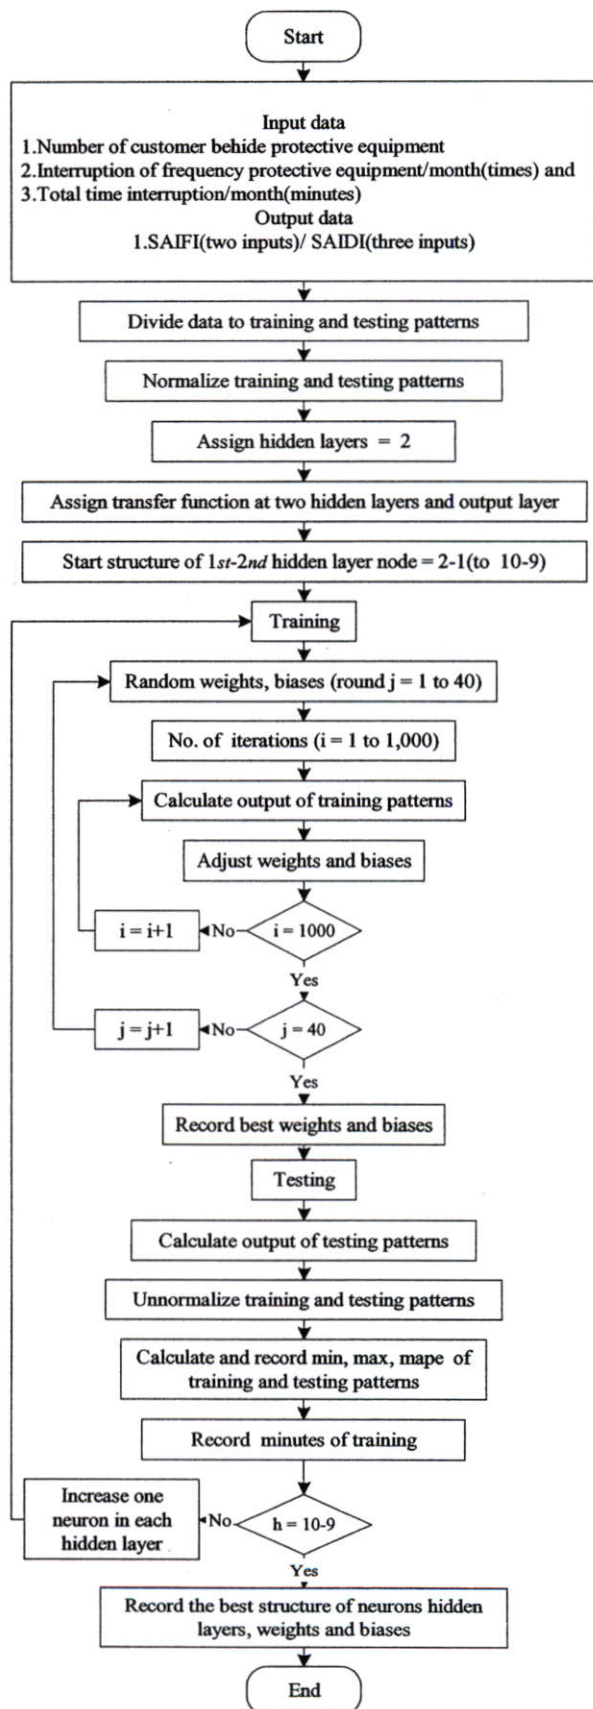 Start
Input data
1.Number of customer behide protective equipment
2.Interruption of frequency protective equipment/month(times) and
3.Total time interruption/month(minutes)
Output data
1.SAIFI(two inputs)/ SAIDI(three inputs)
Divide data to training and testing patterns
Normalize training and testing patterns
Assign hidden layers = 2
Assign transfer function at two hidden layers and output layer
Start structure of 1st-2nd hidden layer node = 2-1(to 10-9)
Training
Random weights, biases (round j = 1 to 40)
No. of iterations (i = 1 to 1,000)
Calculate output of training patterns
Adjust weights and biases
i = i+1
No
i = 1000
Yes
j = j+1
No
j = 40
Yes
Record best weights and biases
Testing
Calculate output of testing patterns
Unnormalize training and testing patterns
Calculate and record min, max, mape of
training and testing patterns
Record minutes of training
Increase one
neuron in each
hidden layer
No
h = 10-9
Yes
Record the best structure of neurons hidden
layers, weights and biases
End